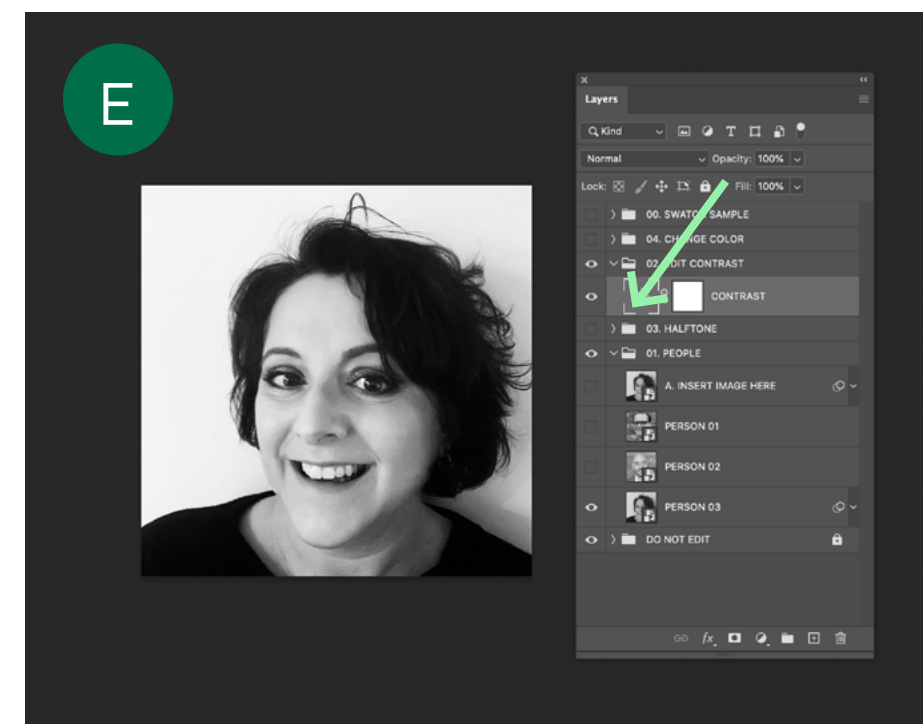 E
Layers
Kind
Normal Opacity: 100%
Lock: Fill: 100%
00. SWATCH SAMPLE
04. CHANGE COLOR
02. EDIT CONTRAST
CONTRAST
03. HALFTONE
01. PEOPLE
A. INSERT IMAGE HERE
PERSON 01
PERSON 02
PERSON 03
DO NOT EDIT
fx